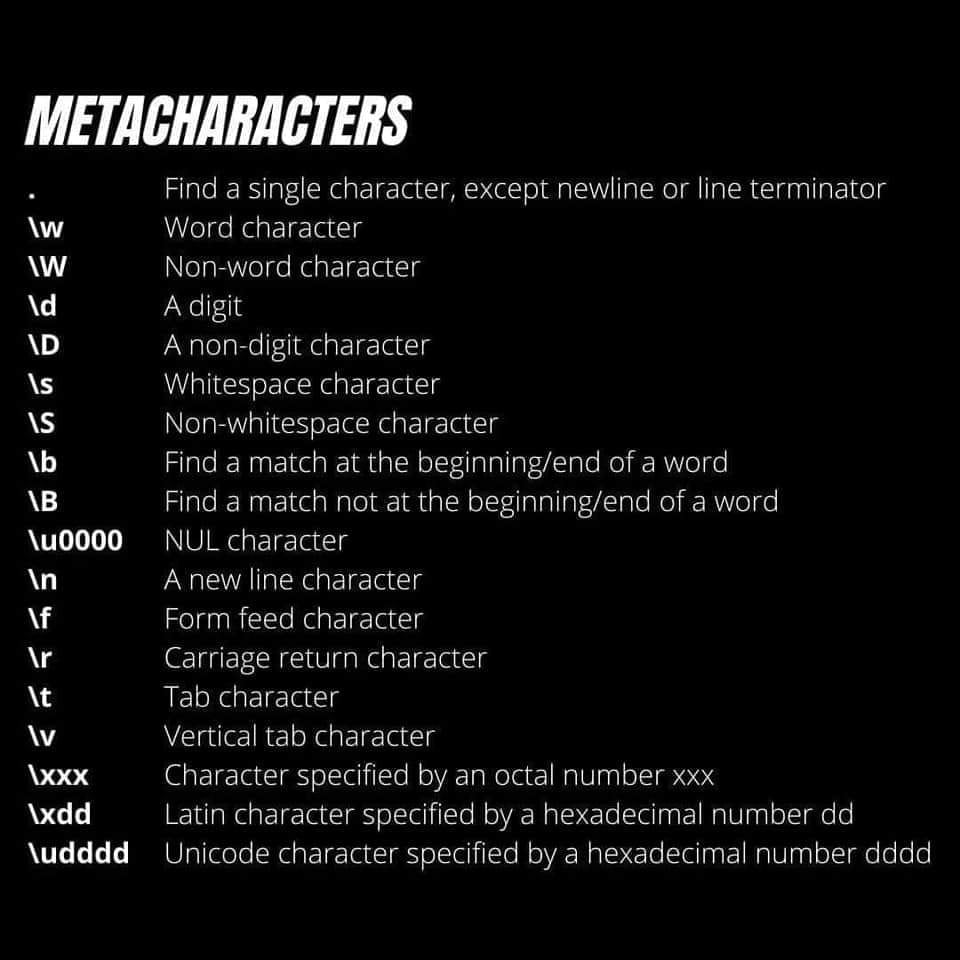 METACHARACTERS
. Find a single character, except newline or line terminator
\w Word character
\W Non-word character
\d A digit
\D A non-digit character
\s Whitespace character
\S Non-whitespace character
\b Find a match at the beginning/end of a word
\B Find a match not at the beginning/end of a word
\u0000 NUL character
\n A new line character
\f Form feed character
\r Carriage return character
\t Tab character
\v Vertical tab character
\xxx Character specified by an octal number xxx
\xdd Latin character specified by a hexadecimal number dd
\udddd Unicode character specified by a hexadecimal number dddd